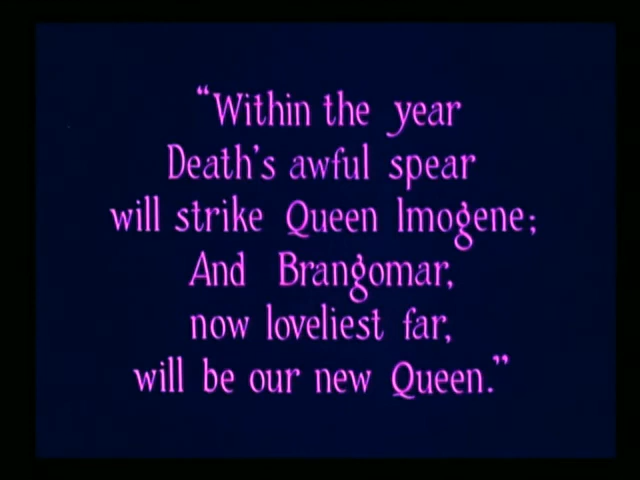 “Within the year
Death's awful spear
will strike Queen Imogene;
And Brangomar,
now loveliest far,
will be our new Queen.”